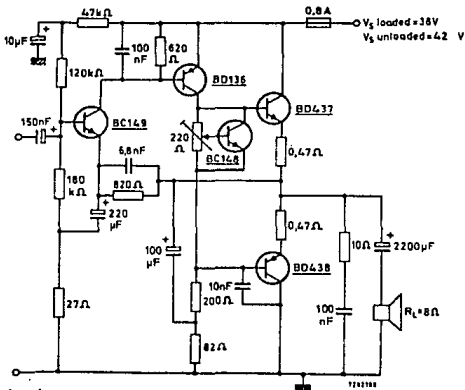 47kΩ
0,8A
Vs loaded = 36V
Vs unloaded = 42 V
10μF
+
100
nF
620
Ω
BD136
120kΩ
BD437
150nF
+
BC149
220
Ω
BC148
0,47Ω
6,8nF
820Ω
180
kΩ
+
220
μF
+
100
μF
0,47Ω
10Ω
+
2200μF
BD438
10nF
200Ω
27Ω
100
nF
RL=8Ω
82Ω